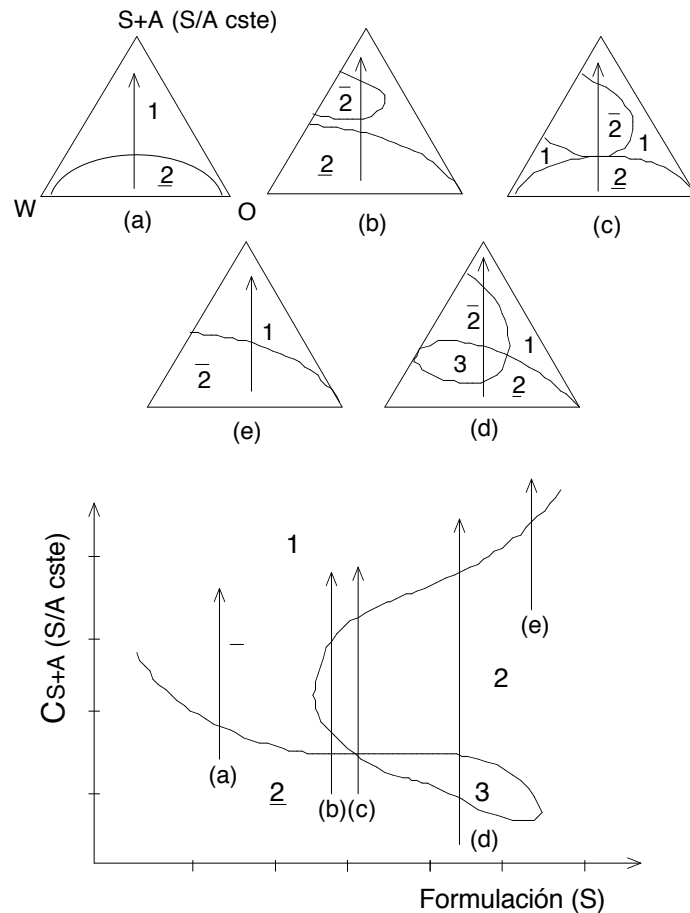 S+A (S/A cste)
1
2
W
O
(a)
2
2
(b)
1
2
1
2
(c)
1
2
(e)
2
1
3
2
(d)
CS+A (S/A cste)
1
(e)
2
(a)
2
(b)
(c)
3
(d)
Formulación (S)